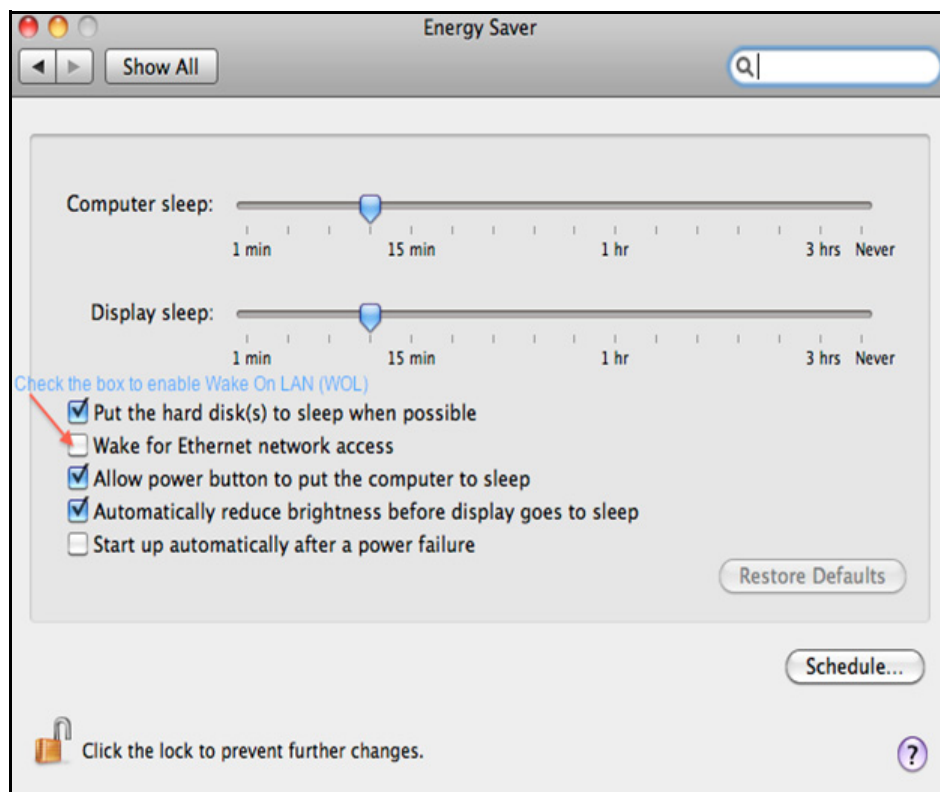 Energy Saver
Show All
Computer sleep:
1 min 15 min 1 hr 3 hrs Never
Display sleep:
1 min 15 min 1 hr 3 hrs Never
Check the box to enable Wake On LAN (WOL)
Put the hard disk(s) to sleep when possible
Wake for Ethernet network access
Allow power button to put the computer to sleep
Automatically reduce brightness before display goes to sleep
Start up automatically after a power failure
Restore Defaults
Schedule...
Click the lock to prevent further changes.
?